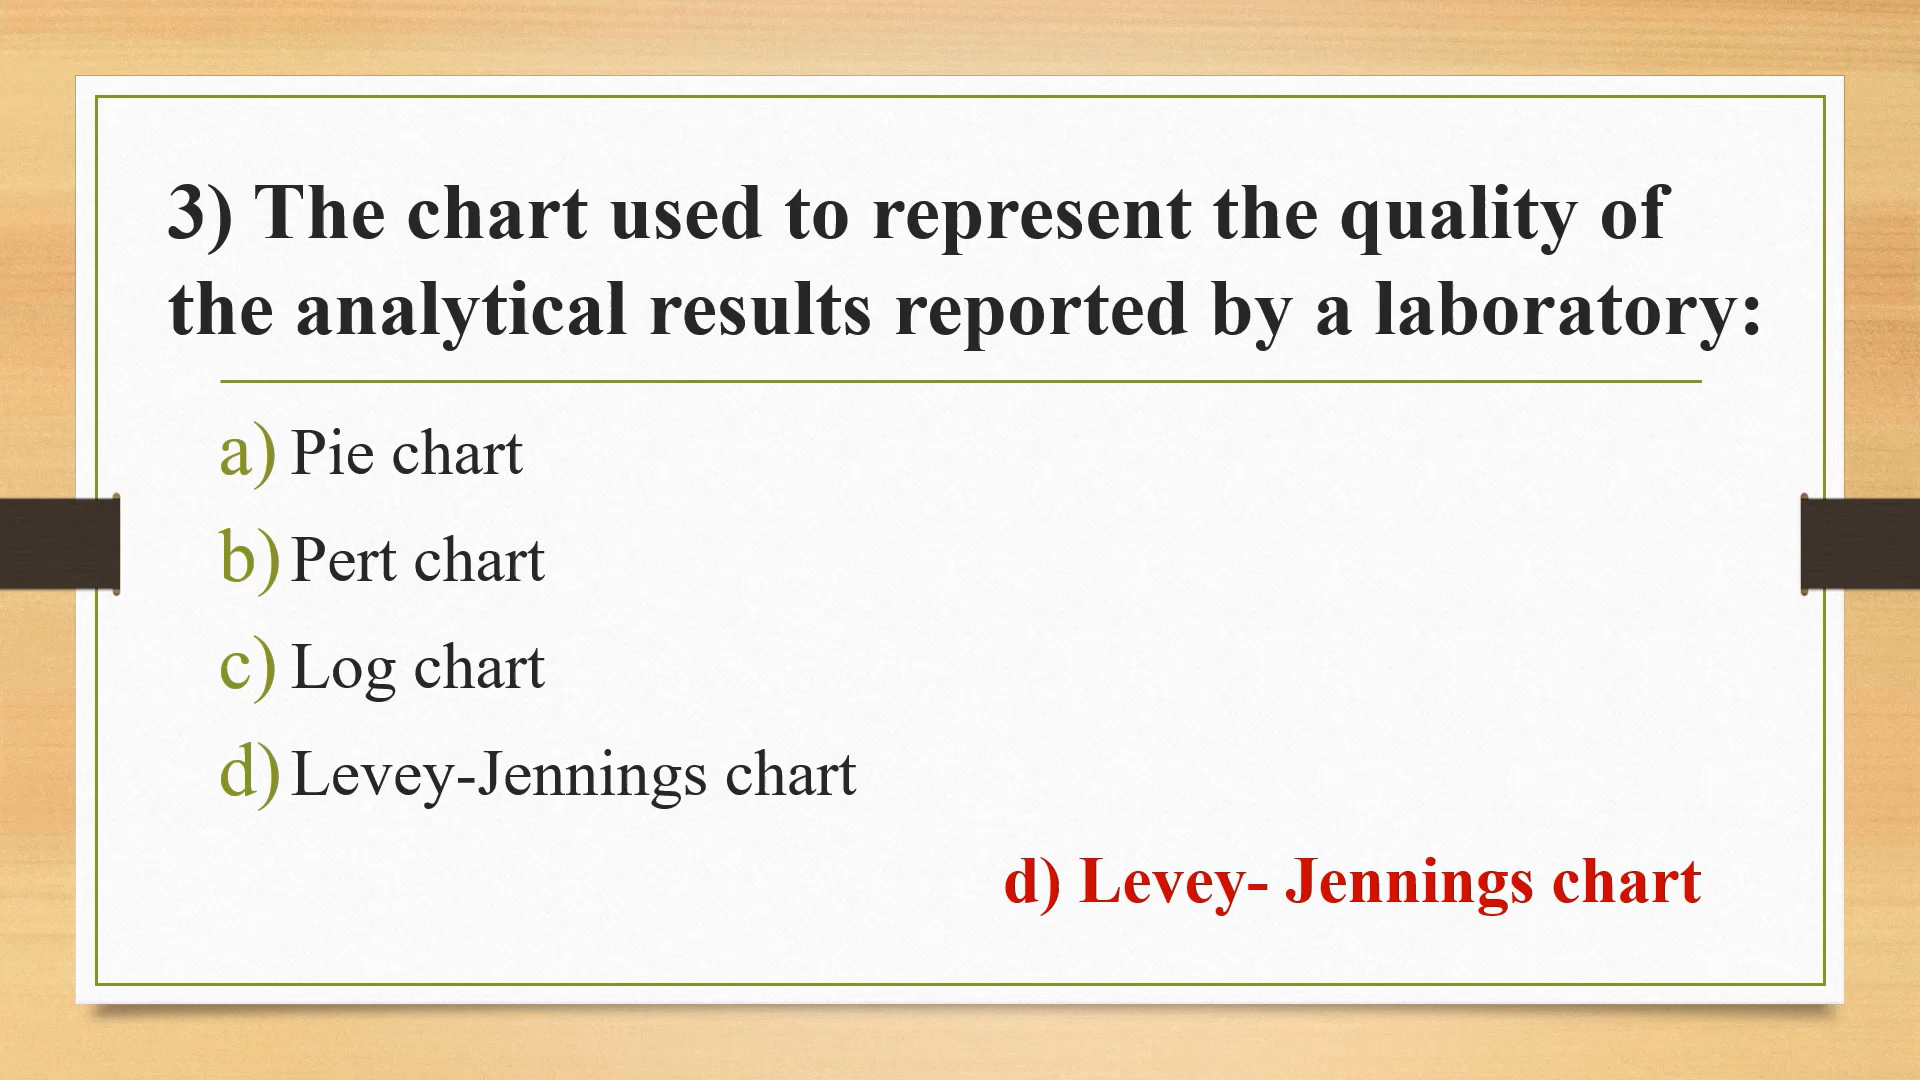 3) The chart used to represent the quality of
the analytical results reported by a laboratory:
a) Pie chart
b) Pert chart
c) Log chart
d) Levey-Jennings chart
d) Levey- Jennings chart